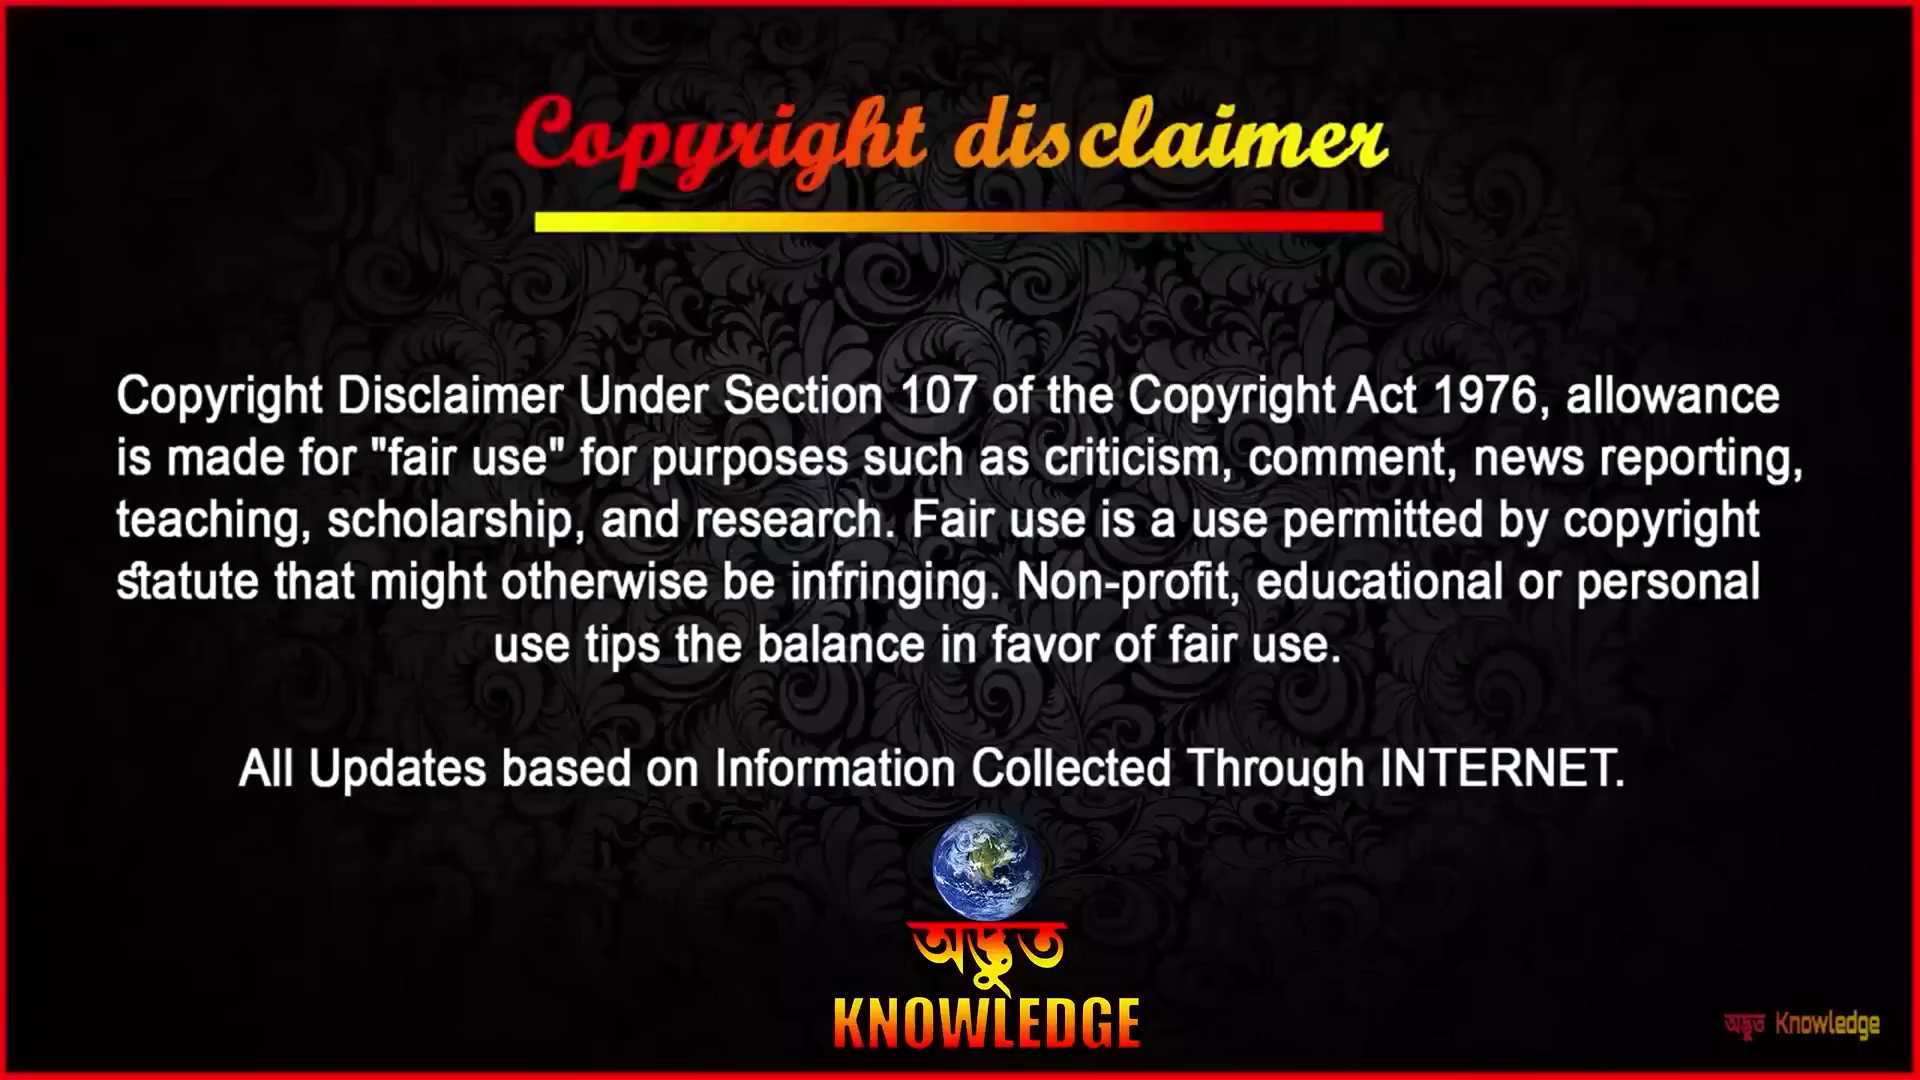 Copyright disclaimer
Copyright Disclaimer Under Section 107 of the Copyright Act 1976, allowance
is made for "fair use" for purposes such as criticism, comment, news reporting,
teaching, scholarship, and research. Fair use is a use permitted by copyright
statute that might otherwise be infringing. Non-profit, educational or personal
use tips the balance in favor of fair use.
All Updates based on Information Collected Through INTERNET.
অদ্ভুত
KNOWLEDGE
অদ্ভুত Knowledge